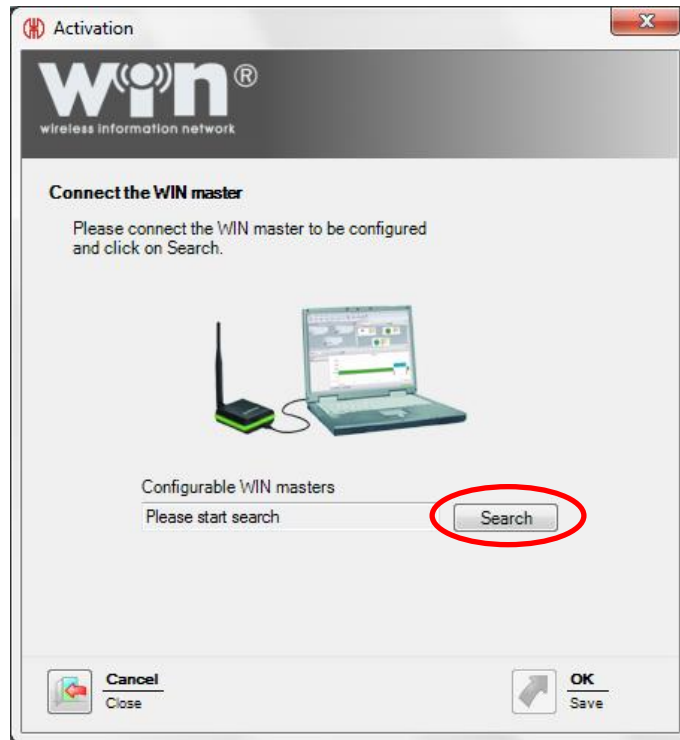 Activation
win®
wireless information network
Connect the WIN master
Please connect the WIN master to be configured
and click on Search.
Configurable WIN masters
Please start search
Search
Cancel
Close
OK
Save